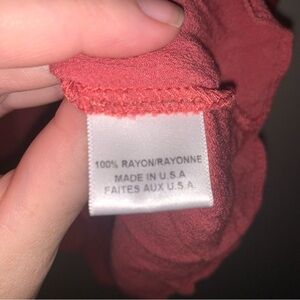 100% RAYON/RAYONNE
MADE IN U.S.A
FAITES AUX U.S.A.